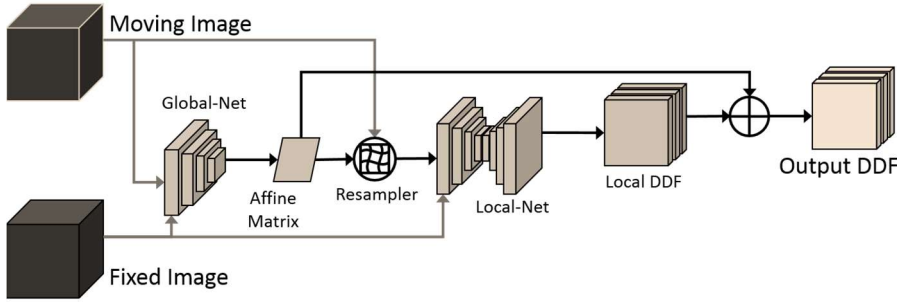 Moving Image
Global-Net
Affine
Matrix
Resampler
Local-Net
Local DDF
Output DDF
Fixed Image